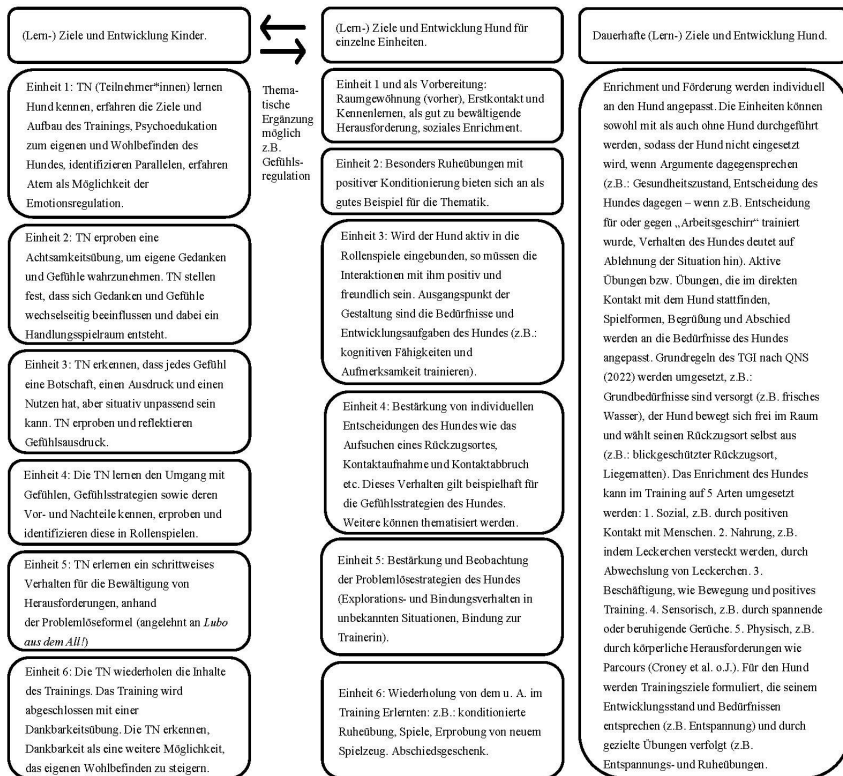 (Lern-) Ziele und Entwicklung Kinder.
Einheit 1: TN (Teilnehmer*innen) lernen
Hund kennen, erfahren die Ziele und
Aufbau des Trainings, Psychoedukation
zum eigenen und Wohlbefinden des
Hundes, identifizieren Parallelen, erfahren
Atem als Möglichkeit der
Emotionsregulation.
Einheit 2: TN erproben eine
Achtsamkeitsübung, um eigene Gedanken
und Gefühle wahrzunehmen. TN stellen
fest, dass sich Gedanken und Gefühle
wechselseitig beeinflussen und dabei ein
Handlungsspielraum entsteht.
Einheit 3: TN erkennen, dass jedes Gefühl
eine Botschaft, einen Ausdruck und einen
Nutzen hat, aber situativ unpassend sein
kann. TN erproben und reflektieren
Gefühlsausdruck.
Einheit 4: Die TN lernen den Umgang mit
Gefühlen, Gefühlsstrategien sowie deren
Vor- und Nachteile kennen, erproben und
identifizieren diese in Rollenspielen.
Einheit 5: TN erlernen ein schrittweises
Verhalten für die Bewältigung von
Herausforderungen, anhand
der Problemlöseformel (angelehnt an Lubo
aus dem All!)
Einheit 6: Die TN wiederholen die Inhalte
des Trainings. Das Training wird
abgeschlossen mit einer
Dankbarkeitsübung. Die TN erkennen,
Dankbarkeit als eine weitere Möglichkeit,
das eigenen Wohlbefinden zu steigern.
Thema-
tische
Ergänzung
möglich
z.B.
Gefühls-
regulation
(Lern-) Ziele und Entwicklung Hund für
einzelne Einheiten.
Einheit 1 und als Vorbereitung:
Raumgewöhnung (vorher), Erstkontakt und
Kennenlernen, als gut zu bewältigende
Herausforderung, soziales Enrichment.
Einheit 2: Besonders Ruheübungen mit
positiver Konditionierung bieten sich an als
gutes Beispiel für die Thematik.
Einheit 3: Wird der Hund aktiv in die
Rollenspiele eingebunden, so müssen die
Interaktionen mit ihm positiv und
freundlich sein. Ausgangspunkt der
Gestaltung sind die Bedürfnisse und
Entwicklungsaufgaben des Hundes (z.B.:
kognitiven Fähigkeiten und
Aufmerksamkeit trainieren).
Einheit 4: Bestärkung von individuellen
Entscheidungen des Hundes wie das
Aufsuchen eines Rückzugsortes,
Kontaktaufnahme und Kontaktabbruch
etc. Dieses Verhalten gilt beispielhaft für
die Gefühlsstrategien des Hundes.
Weitere können thematisiert werden.
Einheit 5: Bestärkung und Beobachtung
der Problemlösestrategien des Hundes
(Explorations- und Bindungsverhalten in
unbekannten Situationen, Bindung zur
Trainerin).
Einheit 6: Wiederholung von dem u. A. im
Training Erlernten: z.B.: konditionierte
Ruheübung, Spiele, Erprobung von neuem
Spielzeug. Abschiedsgeschenk.
Dauerhafte (Lern-) Ziele und Entwicklung Hund.
Enrichment und Förderung werden individuell
an den Hund angepasst. Die Einheiten können
sowohl mit als auch ohne Hund durchgeführt
werden, sodass der Hund nicht eingesetzt
wird, wenn Argumente dagegensprechen
(z.B.: Gesundheitszustand, Entscheidung des
Hundes dagegen – wenn z.B. Entscheidung
für oder gegen „Arbeitsgeschirr“ trainiert
wurde, Verhalten des Hundes deutet auf
Ablehnung der Situation hin). Aktive
Übungen bzw. Übungen, die im direkten
Kontakt mit dem Hund stattfinden,
Spielformen, Begrüßung und Abschied
werden an die Bedürfnisse des Hundes
angepasst. Grundregeln des TGI nach QNS
(2022) werden umgesetzt, z.B.:
Grundbedürfnisse sind versorgt (z.B. frisches
Wasser), der Hund bewegt sich frei im Raum
und wählt seinen Rückzugsort selbst aus
(z.B.: blickgeschützter Rückzugsort,
Liegematten). Das Enrichment des Hundes
kann im Training auf 5 Arten umgesetzt
werden: 1. Sozial, z.B. durch positiven
Kontakt mit Menschen. 2. Nahrung, z.B.
indem Leckerchen versteckt werden, durch
Abwechslung von Leckerchen. 3.
Beschäftigung, wie Bewegung und positives
Training. 4. Sensorisch, z.B. durch spannende
oder beruhigende Gerüche. 5. Physisch, z.B.
durch körperliche Herausforderungen wie
Parcours (Croney et al. o.J.). Für den Hund
werden Trainingsziele formuliert, die seinem
Entwicklungsstand und Bedürfnissen
entsprechen (z.B. Entspannung) und durch
gezielte Übungen verfolgt (z.B.
Entspannungs- und Ruheübungen.